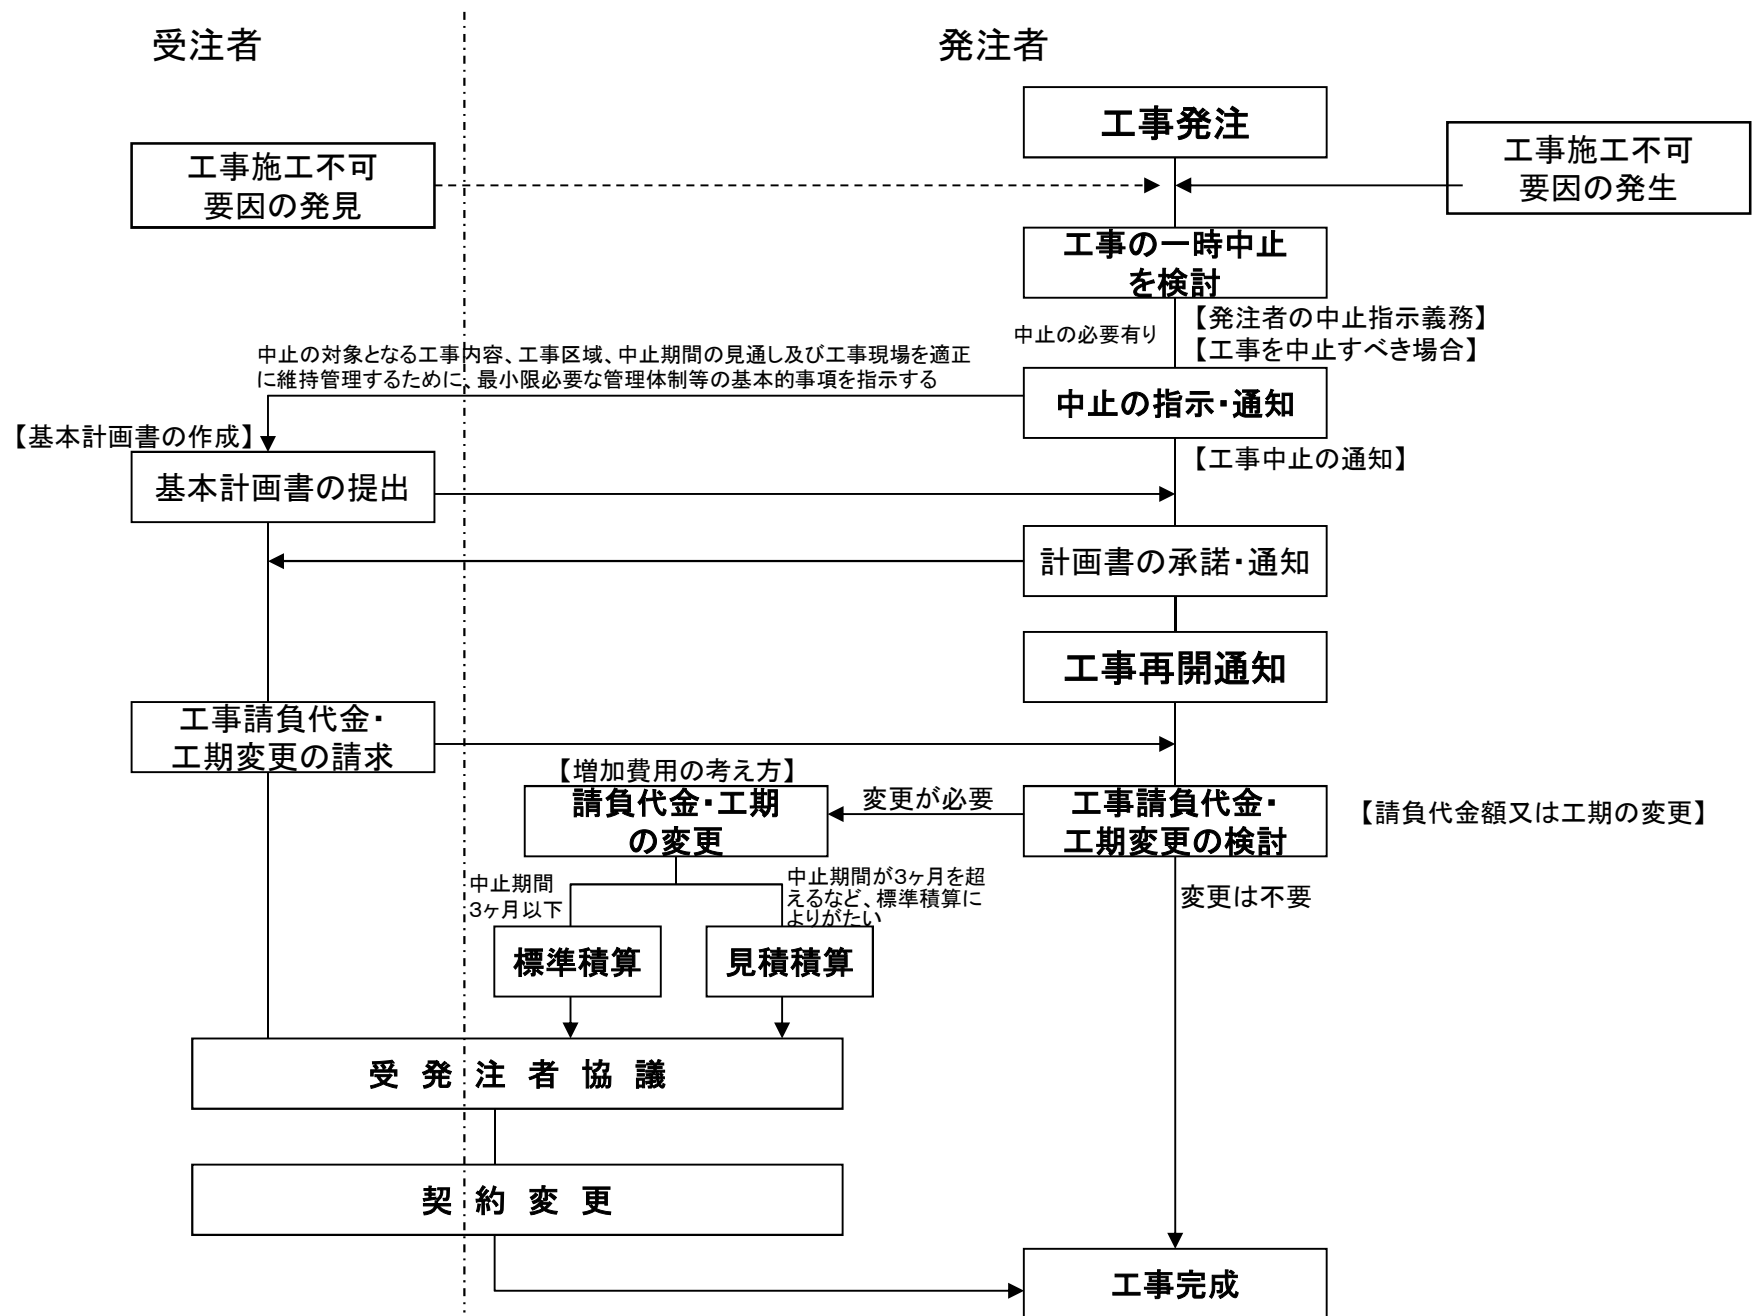 受注者
発注者
工事発注
工事施工不可
要因の発見
工事施工不可
要因の発生
工事の一時中止
を検討
中止の必要有り
【発注者の中止指示義務】
【工事を中止すべき場合】
中止の対象となる工事内容、工事区域、中止期間の見通し及び工事現場を適正
に維持管理するために、最小限必要な管理体制等の基本的事項を指示する
中止の指示・通知
【基本計画書の作成】
【工事中止の通知】
基本計画書の提出
計画書の承諾・通知
工事再開通知
工事請負代金・
工期変更の請求
【増加費用の考え方】
請負代金・工期
の変更
変更が必要
工事請負代金・
工期変更の検討
【請負代金額又は工期の変更】
中止期間
3ヶ月以下
中止期間が3ヶ月を超
えるなど、標準積算に
よりがたい
変更は不要
標準積算
見積積算
受 発 注 者 協 議
契 約 変 更
工事完成